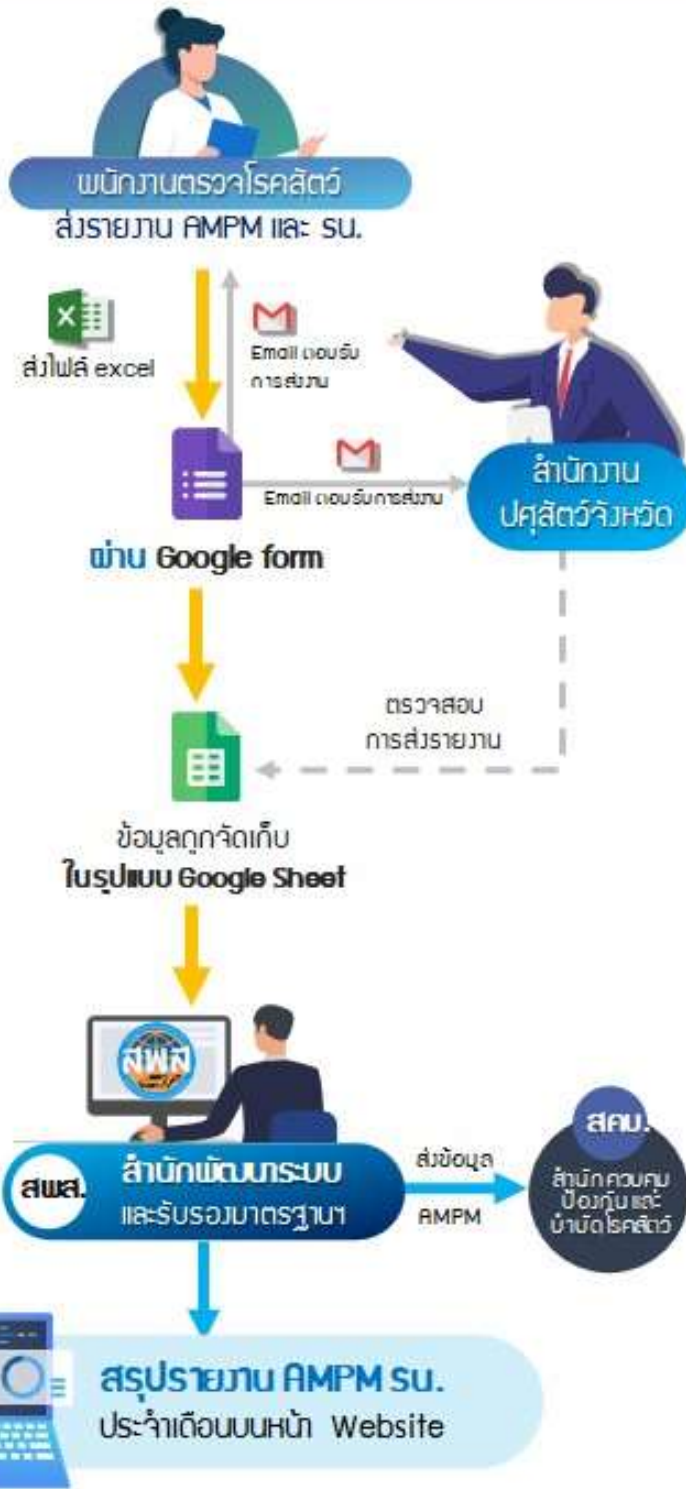 พนักงานตรวจโรคสัตว์
ส่งรายงาน AMPM และ รน.
ส่งไฟล์ excel
Email ตอบรับ
การส่งงาน
Email ตอบรับการส่งงาน
สำนักงาน
ปศุสัตว์จังหวัด
ผ่าน Google form
ตรวจสอบ
การส่งรายงาน
ข้อมูลถูกจัดเก็บ
ในรูปแบบ Google Sheet
สพส
สพส.
สำนักพัฒนาระบบ
และรับรองมาตรฐานฯ
ส่งข้อมูล
AMPM
สคบ.
สำนักควบคุม
ป้องกัน และ
บำบัดโรคสัตว์
สรุปรายงาน AMPM รน.
ประจำเดือนบนหน้า Website